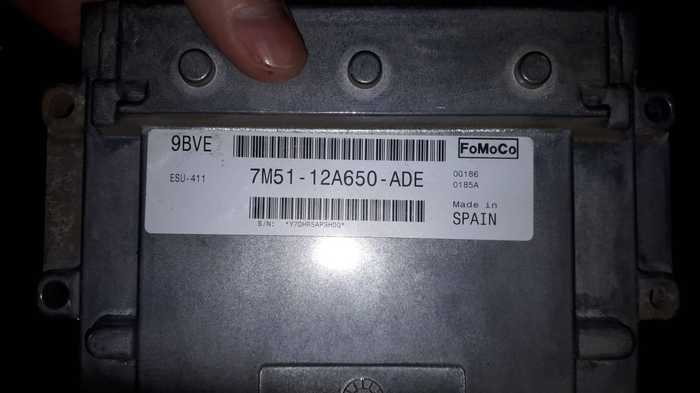 9BVE
FoMoCo
ESU-411
7M51-12A650-ADE
00186
0185A
Made in
SPAIN
S/N: